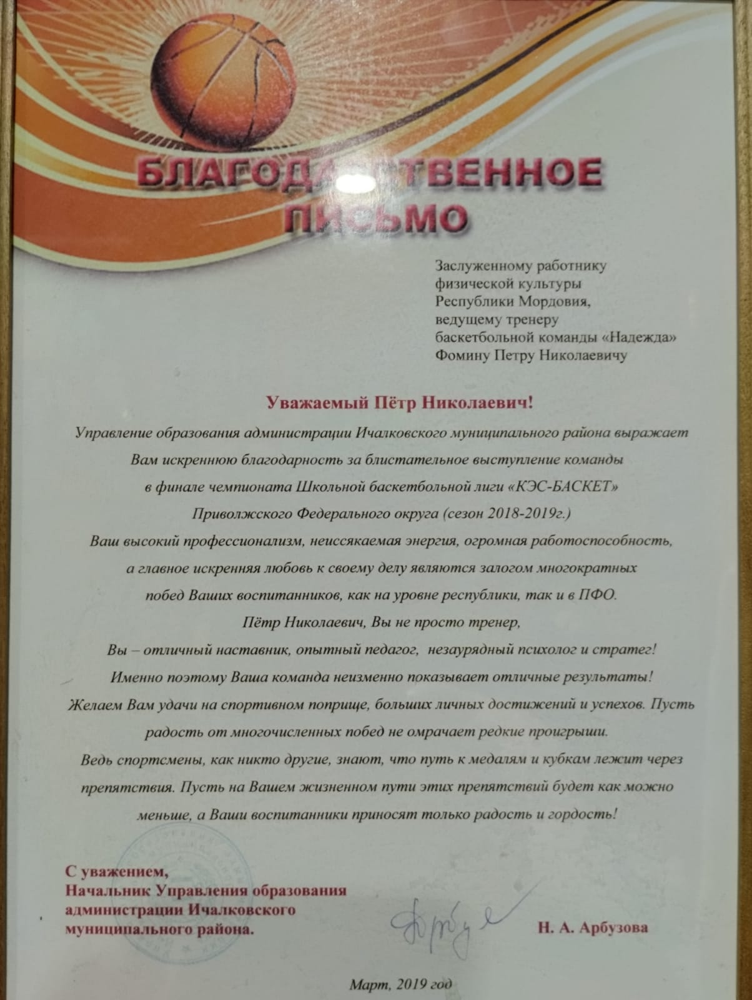 БЛАГОДАРСТВЕННОЕ
ПИСЬМО
Заслуженному работнику
физической культуры
Республики Мордовия,
ведущему тренеру
баскетбольной команды «Надежда»
Фомину Петру Николаевичу
Уважаемый Пётр Николаевич!
Управление образования администрации Ичалковского муниципального района выражает
Вам искреннюю благодарность за блистательное выступление команды
в финале чемпионата Школьной баскетбольной лиги «КЭС-БАСКЕТ»
Приволжского Федерального округа (сезон 2018-2019г.)
Ваш высокий профессионализм, неиссякаемая энергия, огромная работоспособность,
а главное искренняя любовь к своему делу являются залогом многократных
побед Ваших воспитанников, как на уровне республики, так и в ПФО.
Пётр Николаевич, Вы не просто тренер,
Вы – отличный наставник, опытный педагог, незаурядный психолог и стратег!
Именно поэтому Ваша команда неизменно показывает отличные результаты!
Желаем Вам удачи на спортивном поприще, больших личных достижений и успехов. Пусть
радость от многочисленных побед не омрачает редкие проигрыши.
Ведь спортсмены, как никто другие, знают, что путь к медалям и кубкам лежит через
препятствия. Пусть на Вашем жизненном пути этих препятствий будет как можно
меньше, а Ваши воспитанники приносят только радость и гордость!
С уважением,
Начальник Управления образования
администрации Ичалковского
муниципального района.
Н. А. Арбузова
Март, 2019 год